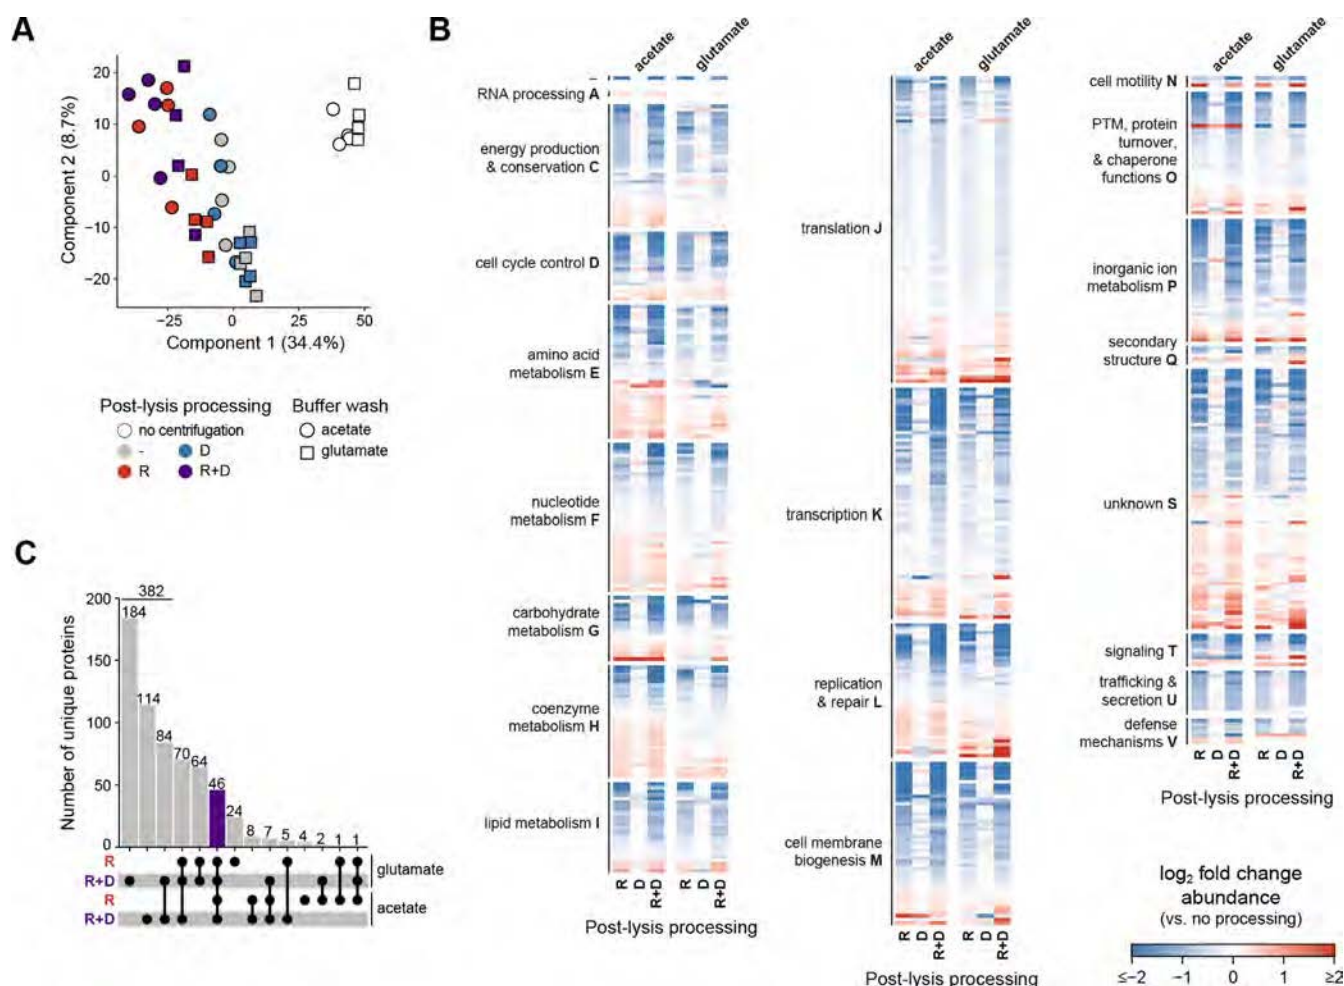 A
20
10
0
−10
−20
Component 2 (8.7%)
−25
0
25
50
Component 1 (34.4%)
Post-lysis processing
no centrifugation
-
D
R
R+D
Buffer wash
acetate
glutamate
B
acetate
glutamate
–
RNA processing A
energy production
& conservation C
cell cycle control D
amino acid
metabolism E
nucleotide
metabolism F
carbohydrate
metabolism G
coenzyme
metabolism H
lipid metabolism I
R
D
R+D
R
D
R+D
Post-lysis processing
acetate
glutamate
translation J
transcription K
replication
& repair L
cell membrane
biogenesis M
R
D
R+D
R
D
R+D
Post-lysis processing
acetate
glutamate
cell motility N
PTM, protein
turnover,
& chaperone
functions O
inorganic ion
metabolism P
secondary
structure Q
unknown S
signaling T
trafficking &
secretion U
defense
mechanisms V
R
D
R+D
R
D
R+D
Post-lysis processing
log2 fold change
abundance
(vs. no processing)
≤−2
−1
0
1
≥2
C
Number of unique proteins
200
150
100
50
0
382
184
114
84
70
64
46
24
8
7
5
4
2
1
1
R
R+D
glutamate
R
R+D
acetate